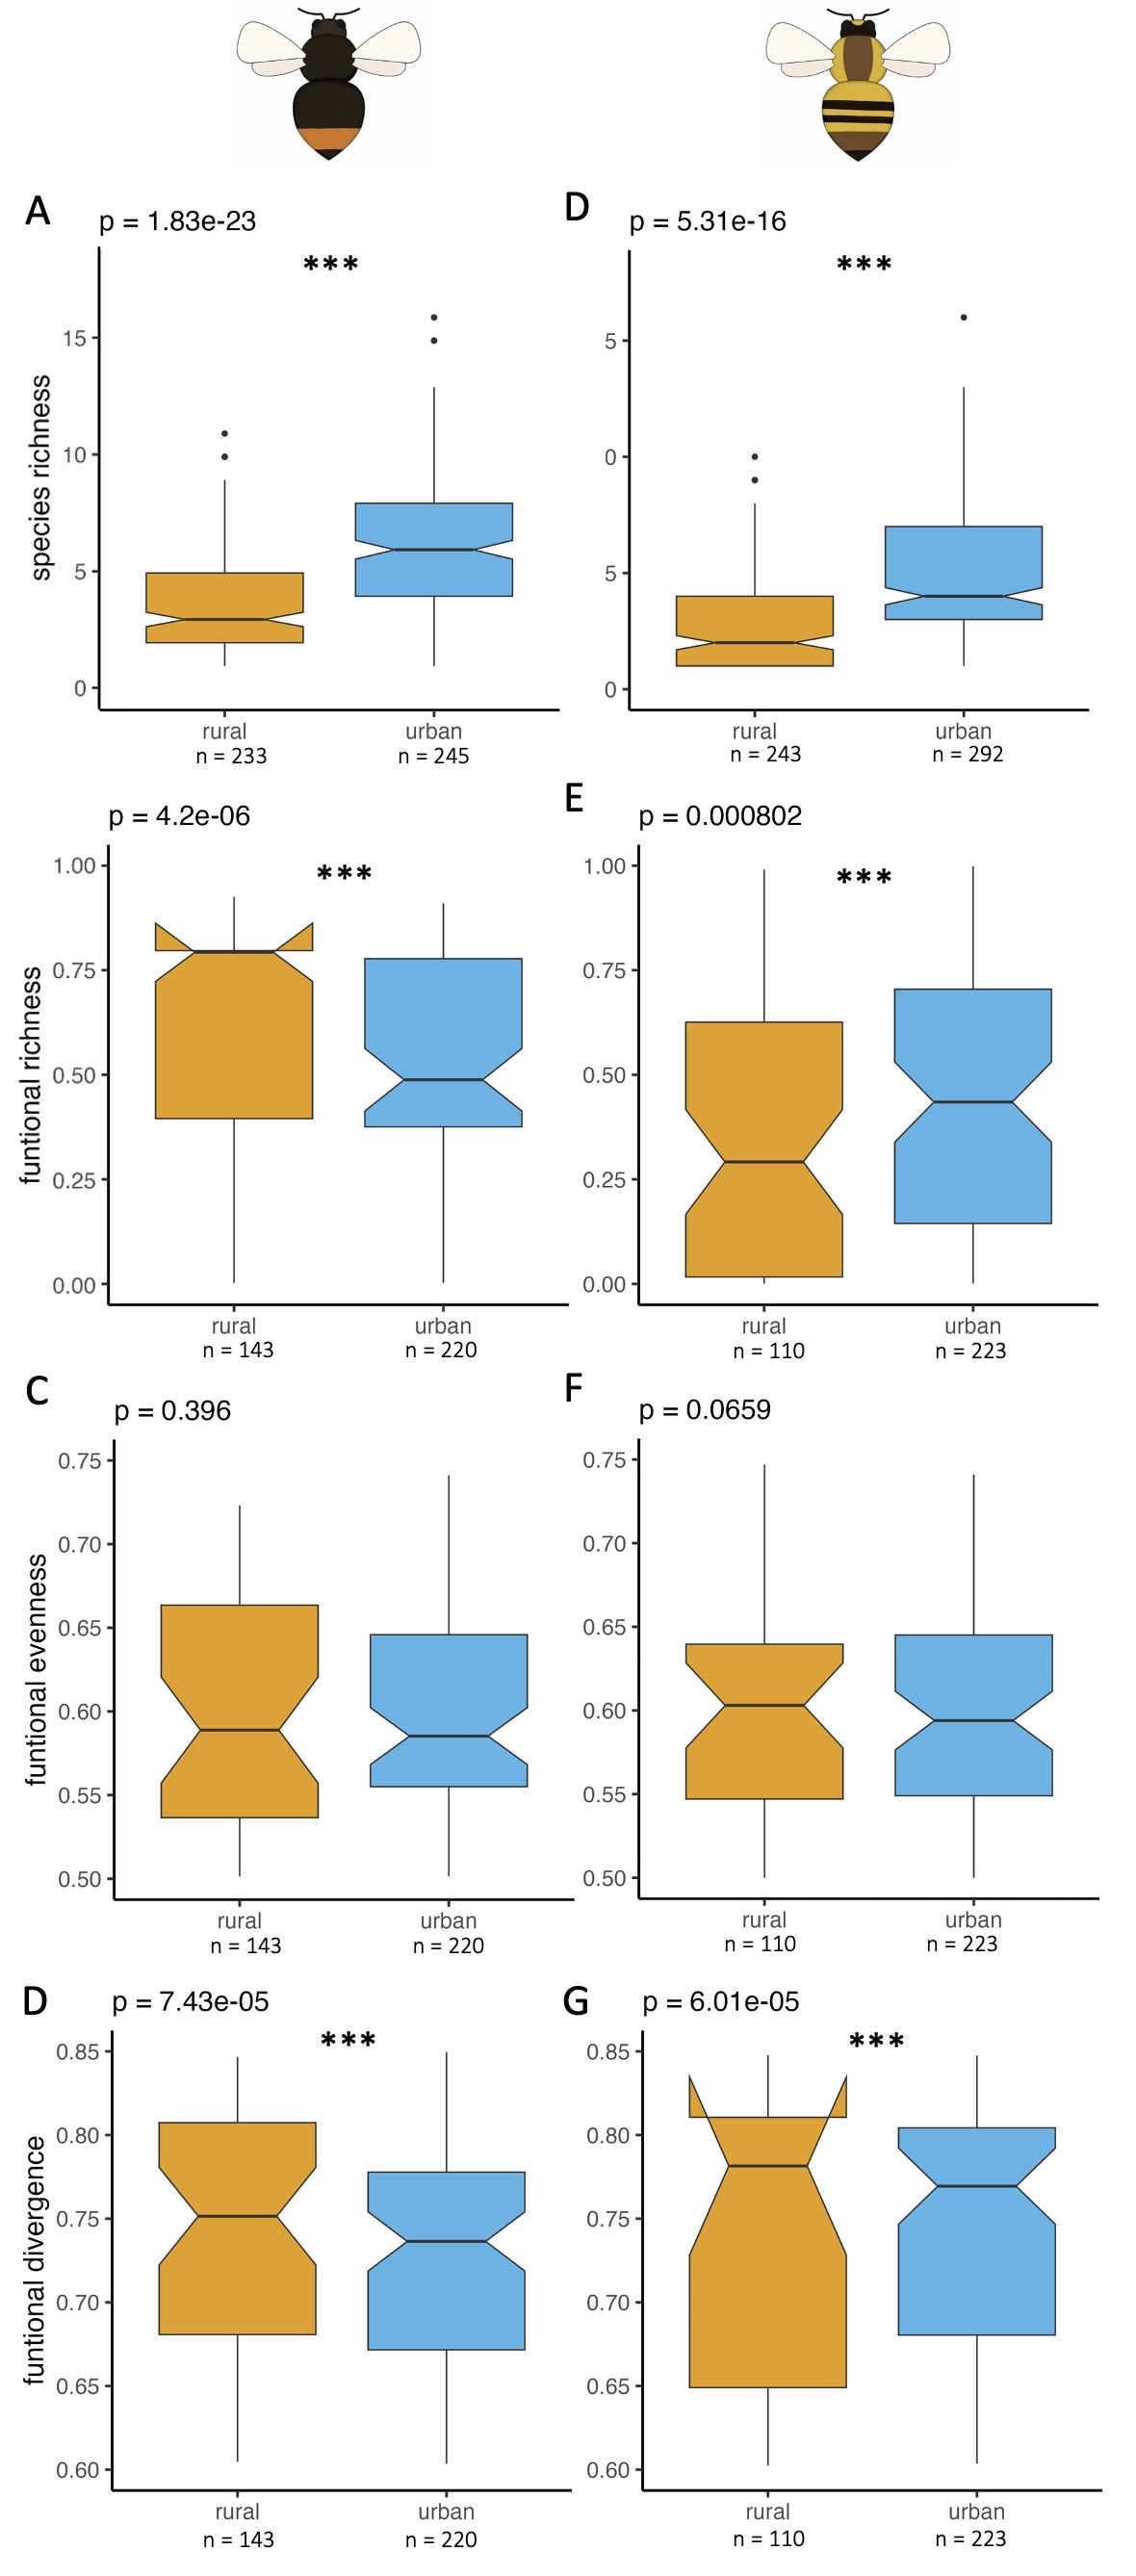 A
p = 1.83e-23
***
species richness
15
10
5
0
rural
urban
n = 233
n = 245
D
p = 5.31e-16
***
5
0
5
0
rural
urban
n = 243
n = 292
p = 4.2e-06
***
funtional richness
1.00
0.75
0.50
0.25
0.00
rural
urban
n = 143
n = 220
E
p = 0.000802
***
1.00
0.75
0.50
0.25
0.00
rural
urban
n = 110
n = 223
C
p = 0.396
funtional evenness
0.75
0.70
0.65
0.60
0.55
0.50
rural
urban
n = 143
n = 220
F
p = 0.0659
0.75
0.70
0.65
0.60
0.55
0.50
rural
urban
n = 110
n = 223
D
p = 7.43e-05
***
funtional divergence
0.85
0.80
0.75
0.70
0.65
0.60
rural
urban
n = 143
n = 220
G
p = 6.01e-05
***
0.85
0.80
0.75
0.70
0.65
0.60
rural
urban
n = 110
n = 223